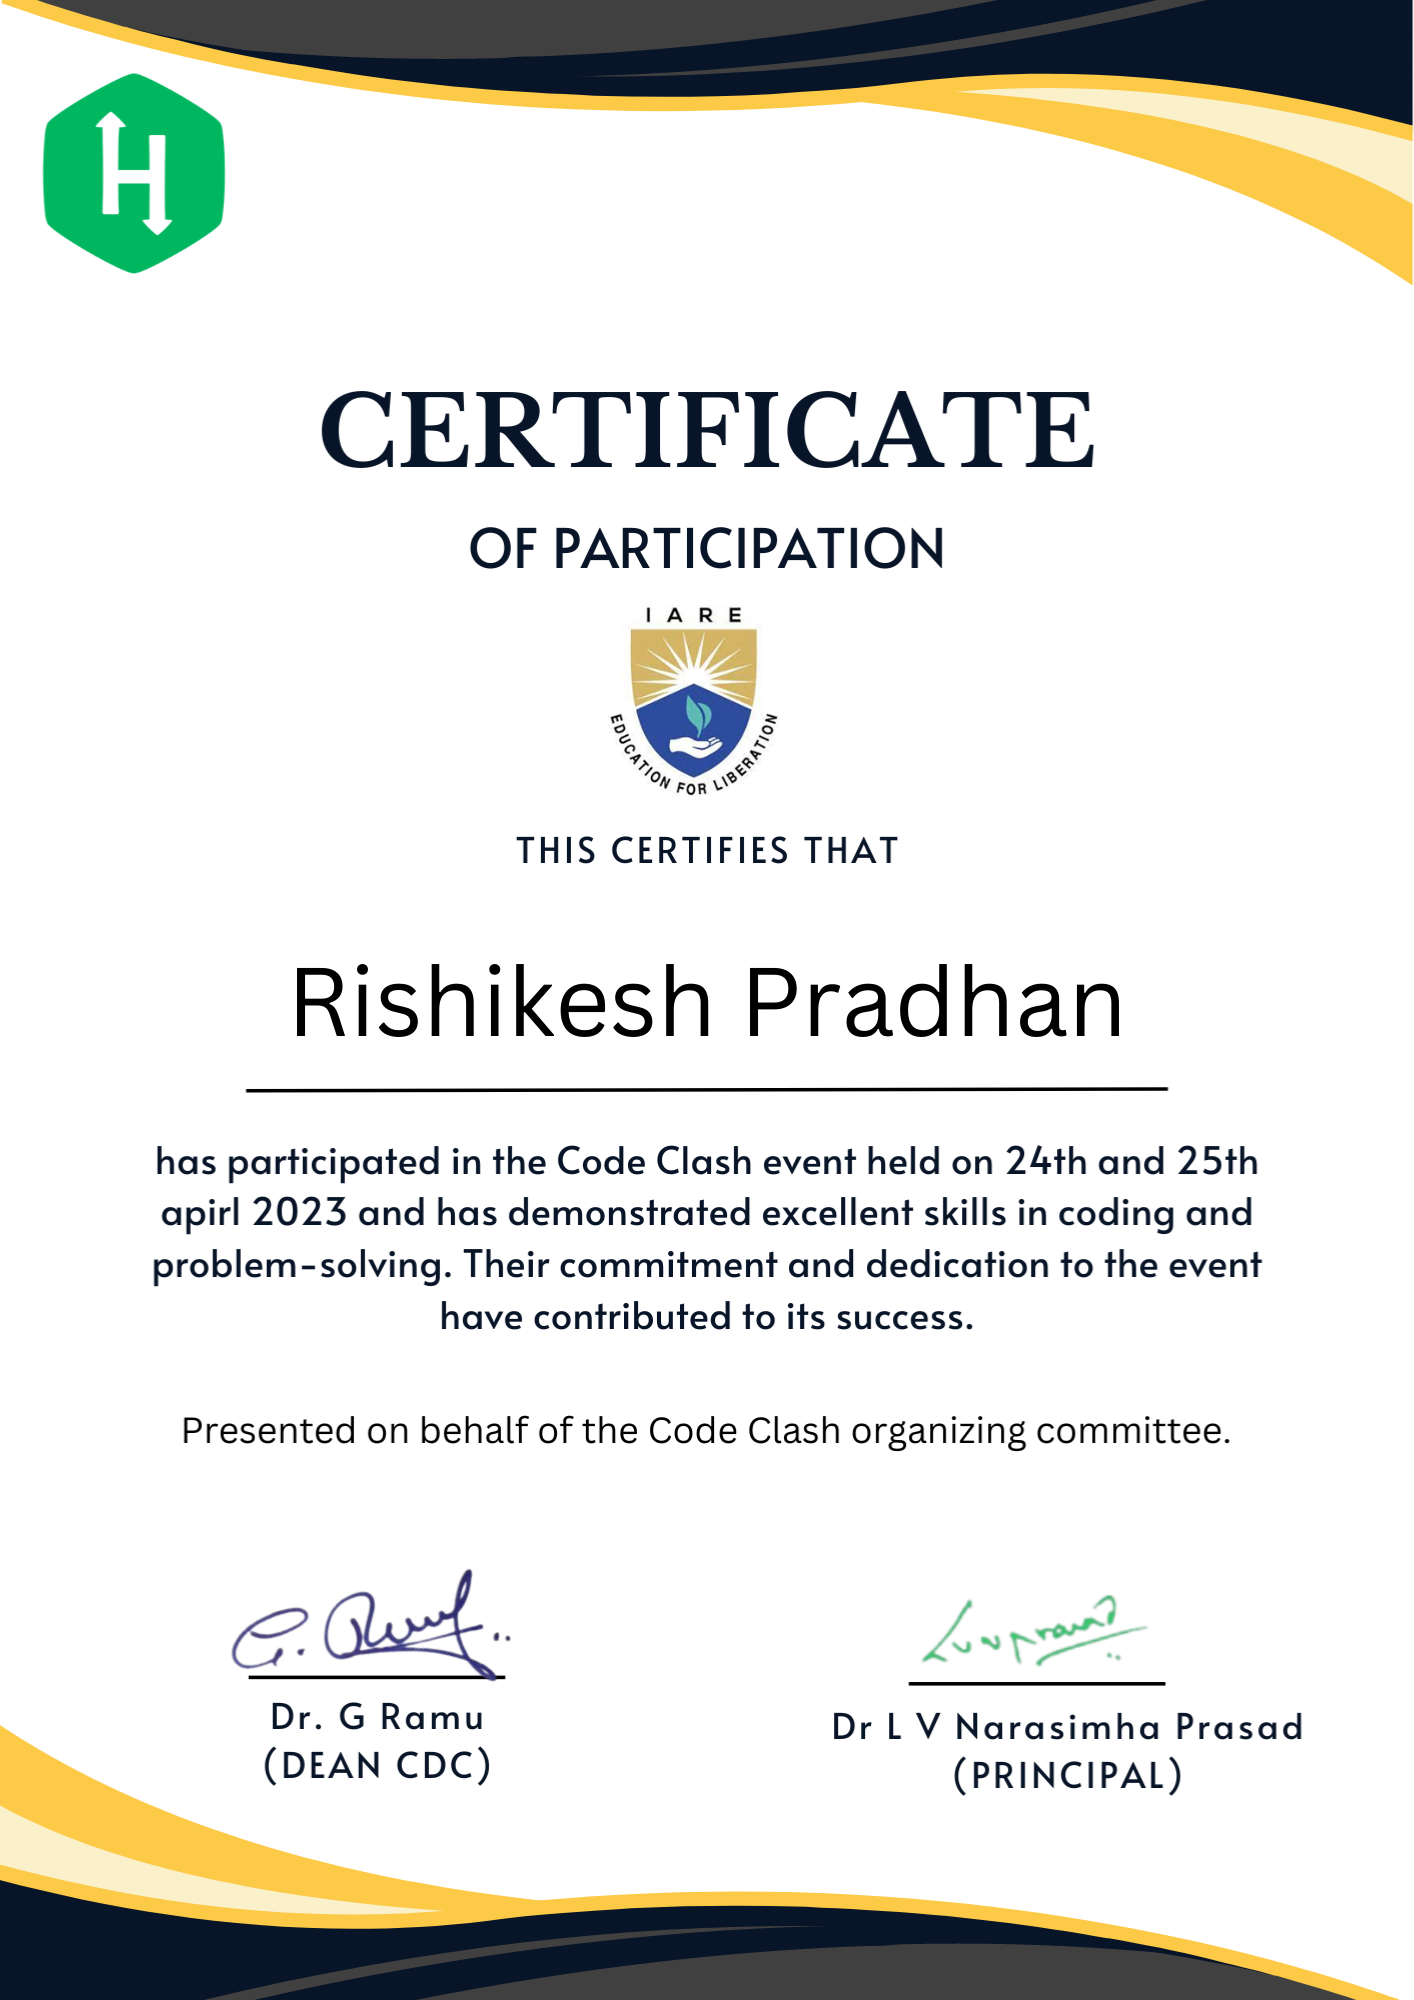 H
CERTIFICATE
OF PARTICIPATION
IARE
EDUCATION FOR LIBERATION
THIS CERTIFIES THAT
Rishikesh Pradhan
has participated in the Code Clash event held on 24th and 25th
apirl 2023 and has demonstrated excellent skills in coding and
problem-solving. Their commitment and dedication to the event
have contributed to its success.
Presented on behalf of the Code Clash organizing committee.
G. Ramu
Dr. G Ramu
(DEAN CDC)
Dr L V Narasimha Prasad
(PRINCIPAL)